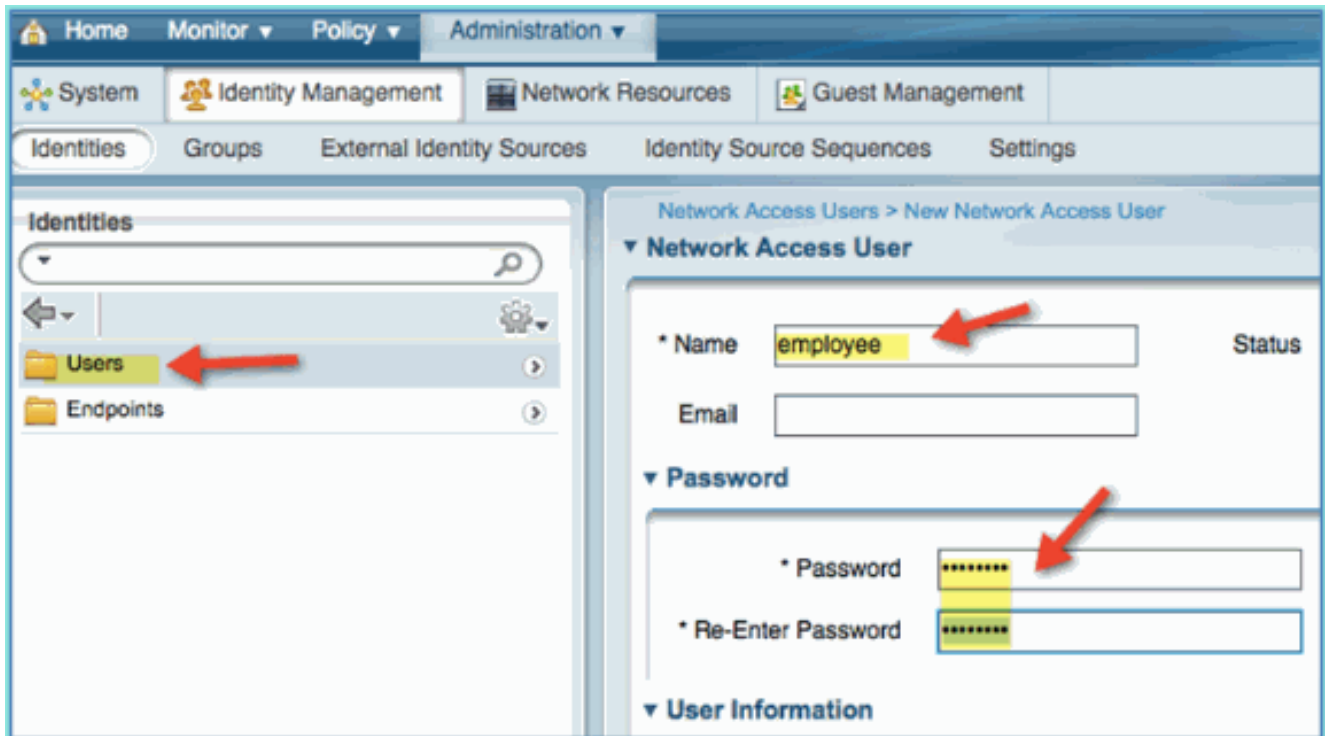 Home Monitor Policy Administration
System Identity Management Network Resources Guest Management
Identities Groups External Identity Sources Identity Source Sequences Settings
Identities
Users
Endpoints
Network Access Users > New Network Access User
Network Access User
* Name employee Status
Email
Password
* Password ••••••••
* Re-Enter Password ••••••••
User Information